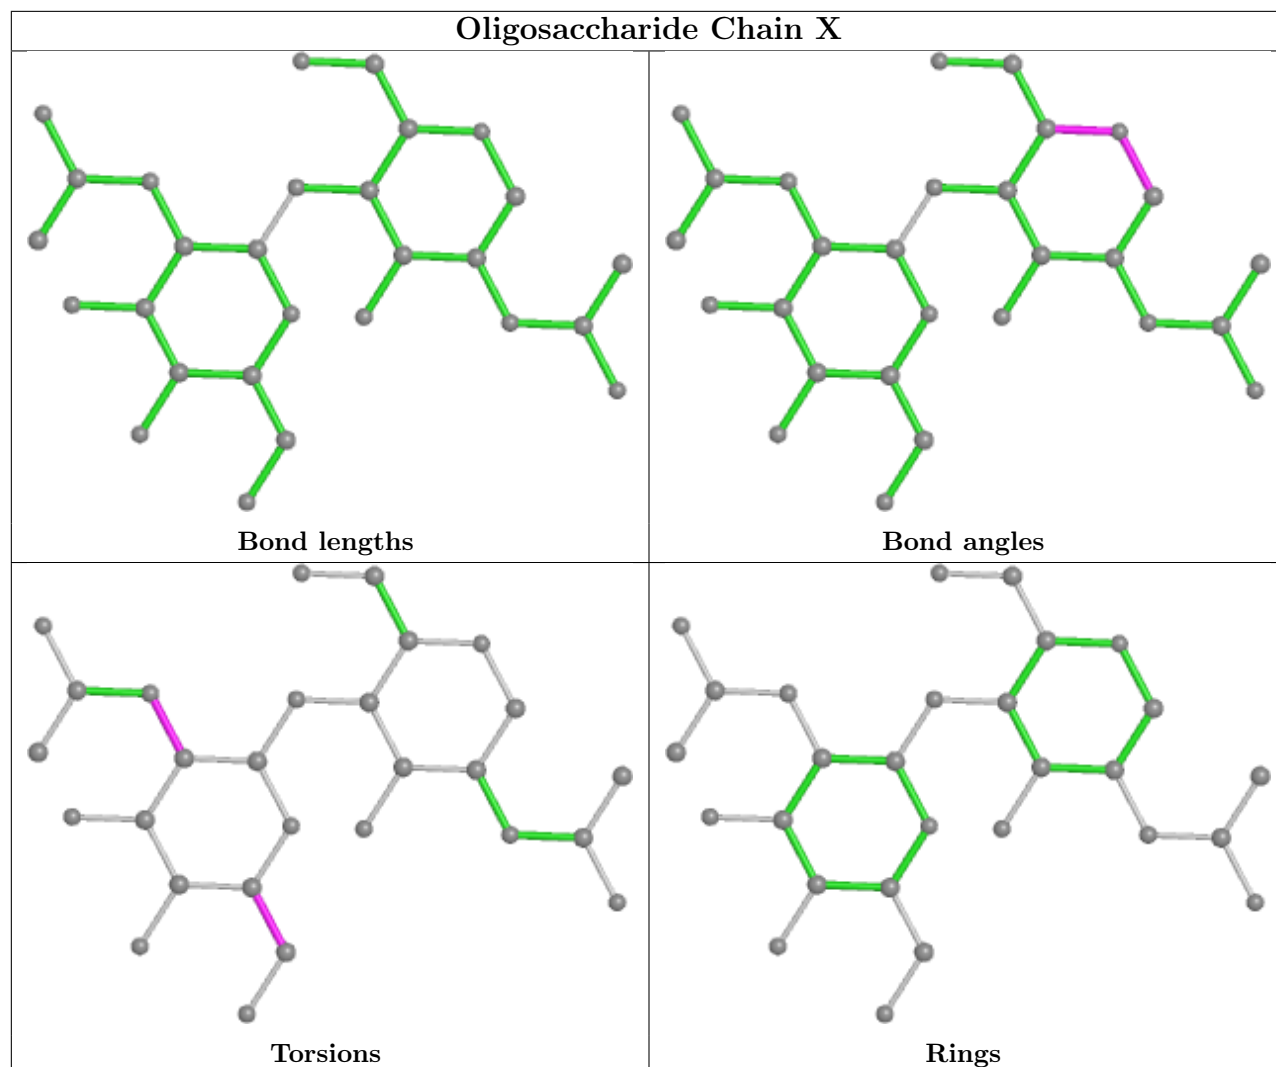 Oligosaccharide Chain X
Bond lengths
Bond angles
Torsions
Rings